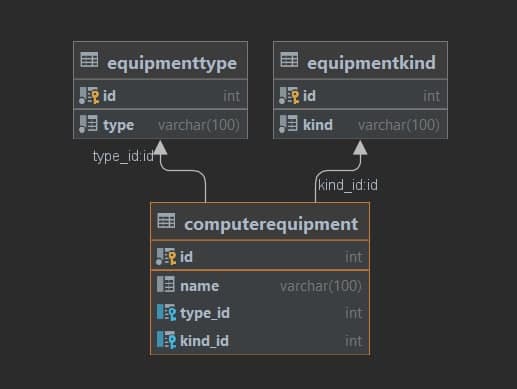 equipmenttype
id int
type varchar(100)
equipmentkind
id int
kind varchar(100)
type_id:id
kind_id:id
computerequipment
id int
name varchar(100)
type_id int
kind_id int